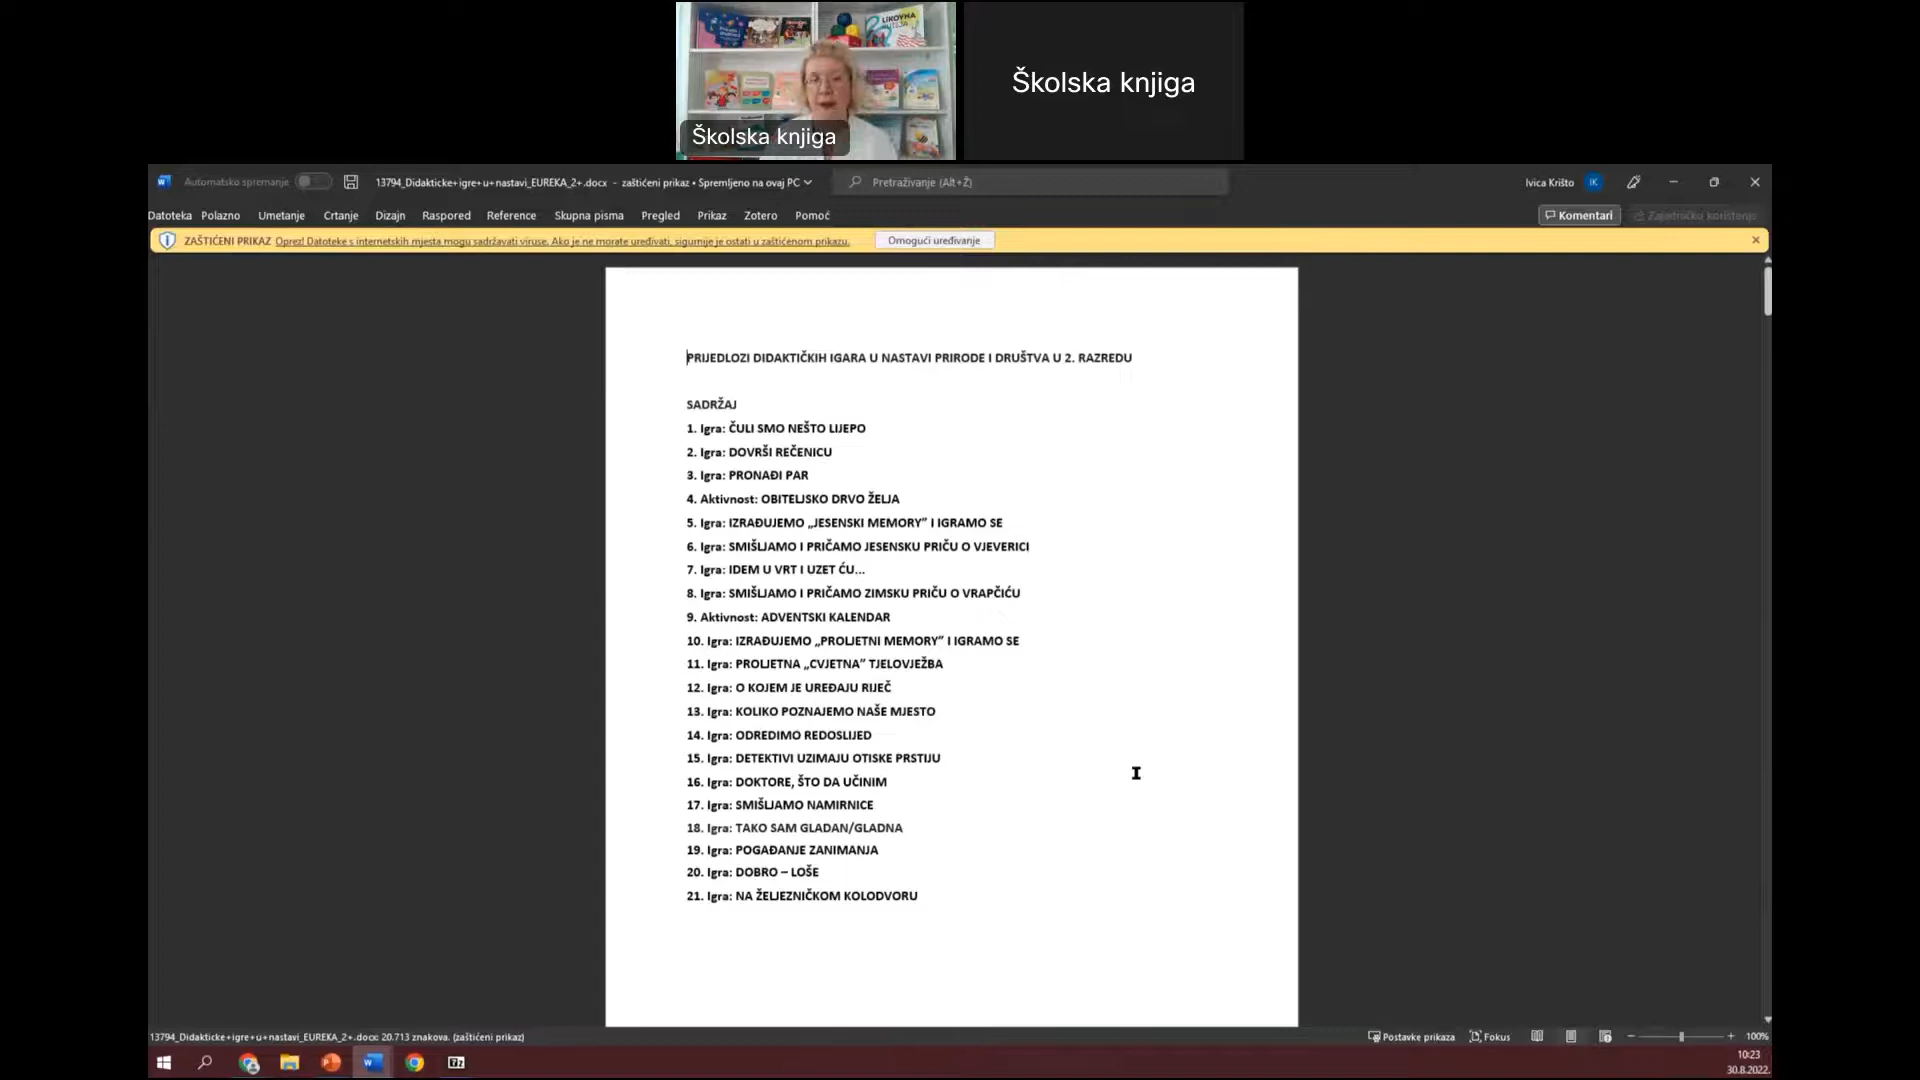 LIKOVNA
Školska knjiga
Školska knjiga
Automatsko spremanje
13794_Didakticke+igre+u+nastavi_EUREKA_2+.docx - zaštićeni prikaz • Spremljeno na ovaj PC
Pretraživanje (Alt+Ž)
Ivica Krišto
IK
Datoteka Polazno Umetanje Crtanje Dizajn Raspored Reference Skupna pisma Pregled Prikaz Zotero Pomoć
Komentari
Zajedničko korištenje
ZAŠTIĆENI PRIKAZ Oprez! Datoteke s internetskih mjesta mogu sadržavati viruse. Ako je ne morate uređivati, sigurnije je ostati u zaštićenom prikazu.
Omogući uređivanje
PRIJEDLOZI DIDAKTIČKIH IGARA U NASTAVI PRIRODE I DRUŠTVA U 2. RAZREDU
SADRŽAJ
1. Igra: ČULI SMO NEŠTO LIJEPO
2. Igra: DOVRŠI REČENICU
3. Igra: PRONAĐI PAR
4. Aktivnost: OBITELJSKO DRVO ŽELJA
5. Igra: IZRAĐUJEMO „JESENSKI MEMORY” I IGRAMO SE
6. Igra: SMIŠLJAMO I PRIČAMO JESENSKU PRIČU O VJEVERICI
7. Igra: IDEM U VRT I UZET ĆU...
8. Igra: SMIŠLJAMO I PRIČAMO ZIMSKU PRIČU O VRAPČIĆU
9. Aktivnost: ADVENTSKI KALENDAR
10. Igra: IZRAĐUJEMO „PROLJETNI MEMORY” I IGRAMO SE
11. Igra: PROLJETNA „CVJETNA” TJELOVJEŽBA
12. Igra: O KOJEM JE UREĐAJU RIJEČ
13. Igra: KOLIKO POZNAJEMO NAŠE MJESTO
14. Igra: ODREDIMO REDOSLIJED
15. Igra: DETEKTIVI UZIMAJU OTISKE PRSTIJU
16. Igra: DOKTORE, ŠTO DA UČINIM
17. Igra: SMIŠLJAMO NAMIRNICE
18. Igra: TAKO SAM GLADAN/GLADNA
19. Igra: POGAĐANJE ZANIMANJA
20. Igra: DOBRO – LOŠE
21. Igra: NA ŽELJEZNIČKOM KOLODVORU
13794_Didakticke+igre+u+nastavi_EUREKA_2+.docx: 20.713 znakova. (zaštićeni prikaz)
Postavke prikaza
Fokus
100%
10:23
30.8.2022.